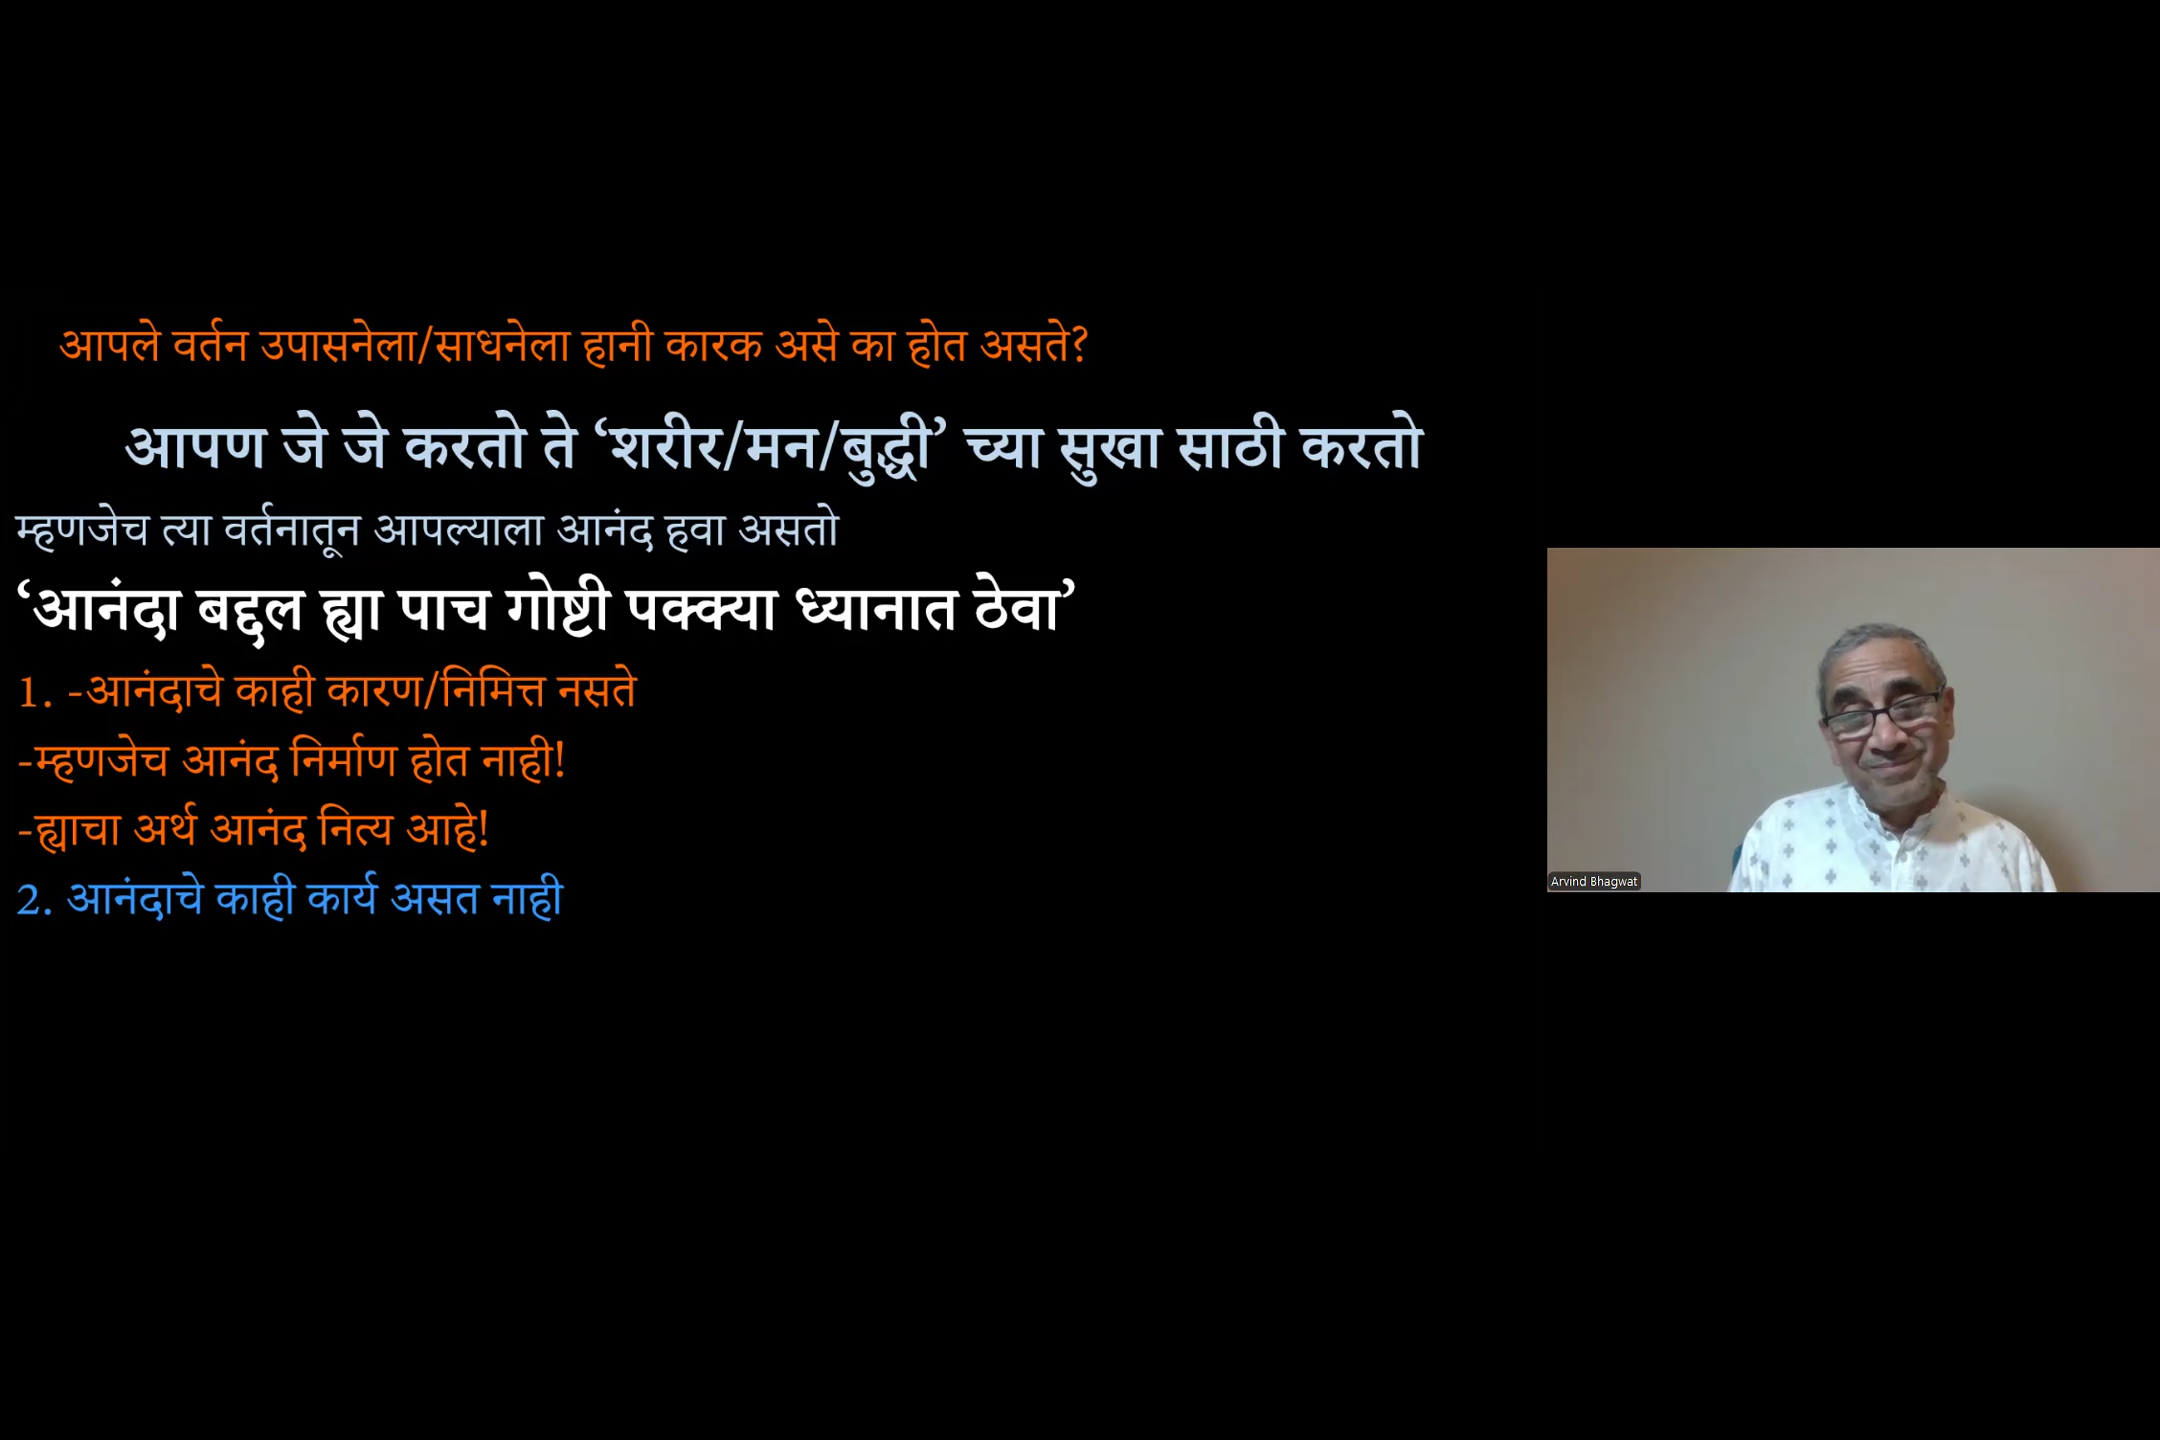 आपले वर्तन उपासनेला/साधनेला हानी कारक असे का होत असते?
आपण जे जे करतो ते ‘शरीर/मन/बुद्धी’ च्या सुखा साठी करतो
म्हणजेच त्या वर्तनातून आपल्याला आनंद हवा असतो
‘आनंदा बद्दल ह्या पाच गोष्टी पक्क्या ध्यानात ठेवा’
1. -आनंदाचे काही कारण/निमित्त नसते
-म्हणजेच आनंद निर्माण होत नाही!
-ह्याचा अर्थ आनंद नित्य आहे!
2. आनंदाचे काही कार्य असत नाही
Arvind Bhagwat